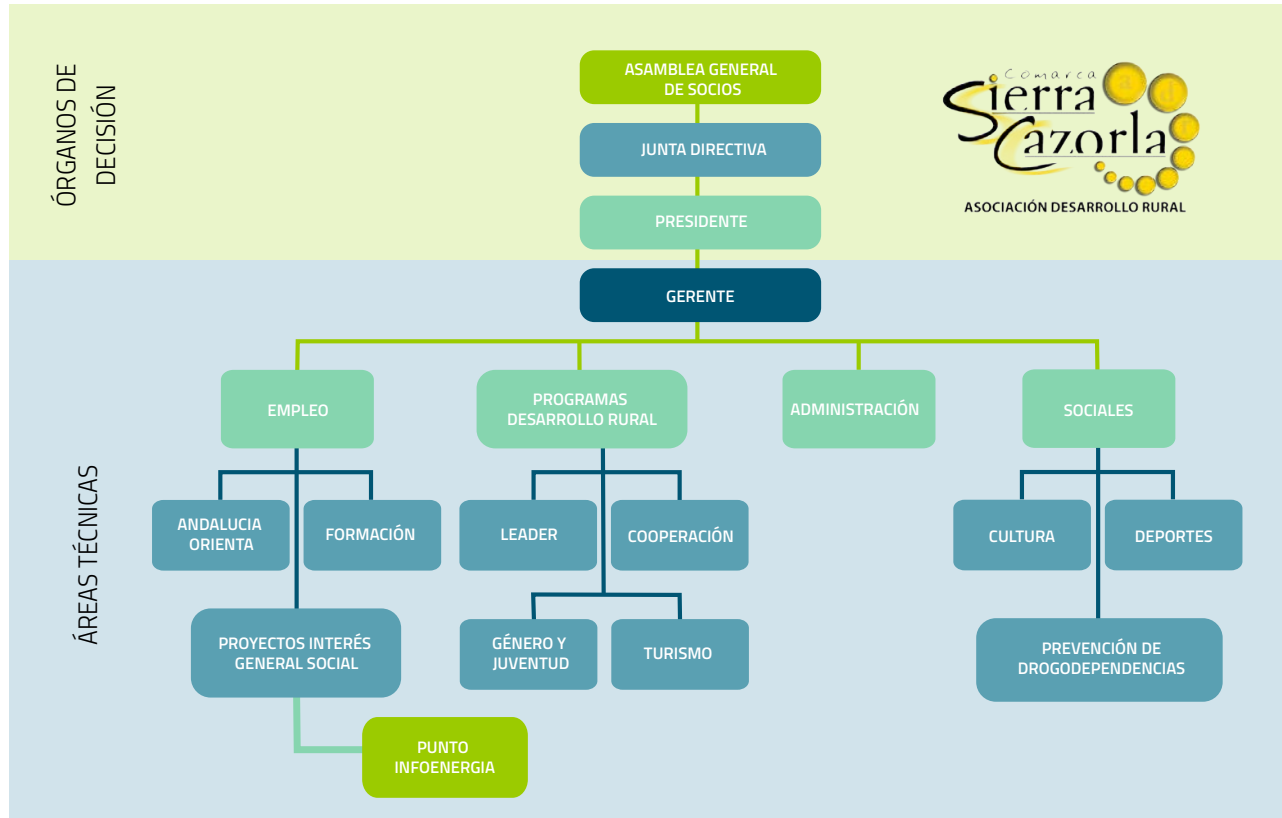 ÓRGANOS DE
DECISIÓN
ASAMBLEA GENERAL
DE SOCIOS
JUNTA DIRECTIVA
PRESIDENTE
Comarca
Sierra
Cazorla
a d r
ASOCIACIÓN DESARROLLO RURAL
ÁREAS TÉCNICAS
GERENTE
EMPLEO
PROGRAMAS
DESARROLLO RURAL
ADMINISTRACIÓN
SOCIALES
ANDALUCIA
ORIENTA
FORMACIÓN
LEADER
COOPERACIÓN
CULTURA
DEPORTES
PROYECTOS INTERÉS
GENERAL SOCIAL
GÉNERO Y
JUVENTUD
TURISMO
PREVENCIÓN DE
DROGODEPENDENCIAS
PUNTO
INFOENERGIA